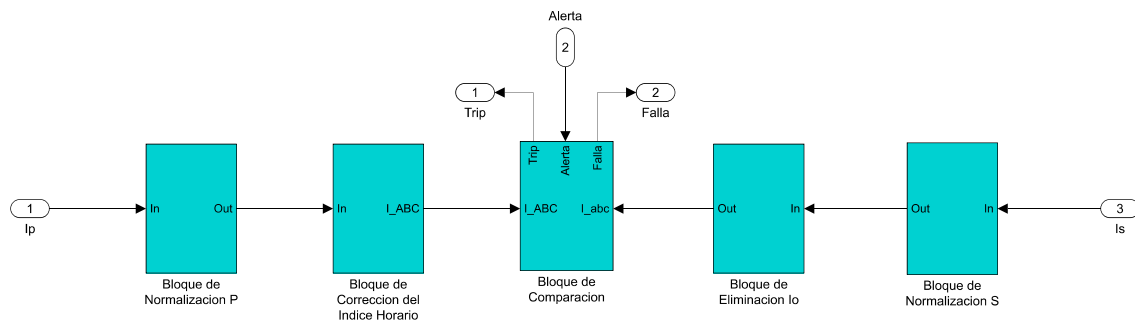 Alerta
2
1
Trip
2
Falla
Trip
Alerta
Falla
1
Ip
In
Out
In
I_ABC
I_ABC
I_abc
Out
In
Out
In
3
Is
Bloque de
Normalizacion P
Bloque de
Correccion del
Indice Horario
Bloque de
Comparacion
Bloque de
Eliminacion Io
Bloque de
Normalizacion S